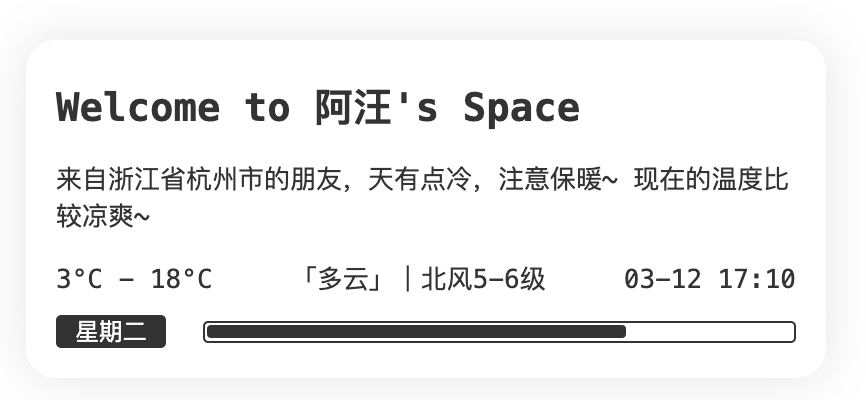 Welcome to 阿汪's Space
来自浙江省杭州市的朋友，天有点冷，注意保暖~ 现在的温度比
较凉爽~
3°C - 18°C 「多云」｜北风5-6级 03-12 17:10
星期二